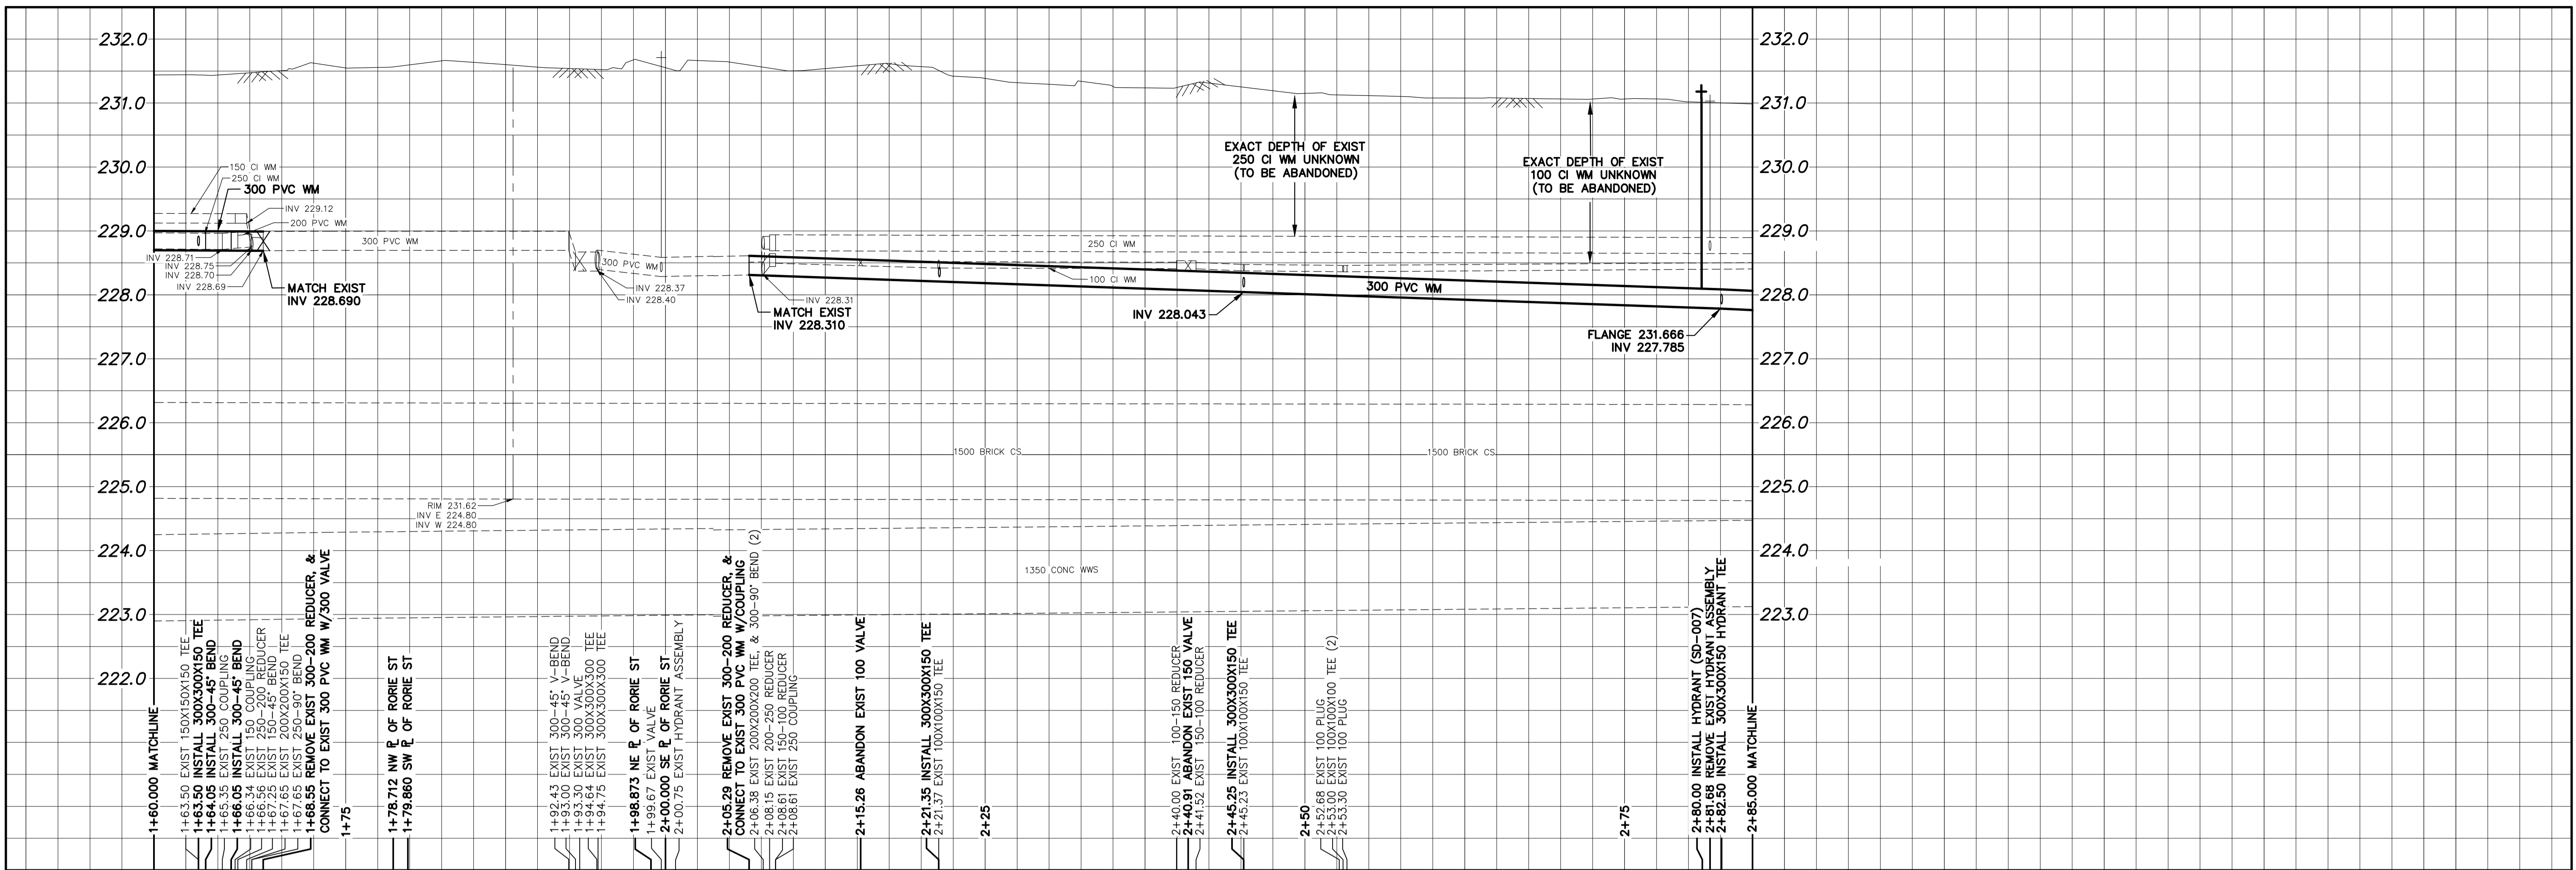 232.0
231.0
230.0
229.0
228.0
227.0
226.0
225.0
224.0
223.0
222.0
232.0
231.0
230.0
229.0
228.0
227.0
226.0
225.0
224.0
223.0
222.0
150 CI WM
250 CI WM
300 PVC WM
INV 229.12
200 PVC WM
INV 228.71
INV 228.75
INV 228.70
INV 228.69
MATCH EXIST
INV 228.690
300 PVC WM
300 PVC WM
INV 228.37
INV 228.40
INV 228.31
MATCH EXIST
INV 228.310
250 CI WM
100 CI WM
INV 228.043
EXACT DEPTH OF EXIST
250 CI WM UNKNOWN
(TO BE ABANDONED)
300 PVC WM
EXACT DEPTH OF EXIST
100 CI WM UNKNOWN
(TO BE ABANDONED)
FLANGE 231.666
INV 227.785
1500 BRICK CS
1500 BRICK CS
RIM 231.62
INV E 224.80
INV W 224.80
1350 CONC WWS
1+60.000 MATCHLINE
1+63.50 EXIST 150X150X150 TEE
1+63.50 INSTALL 300X300X150 TEE
1+64.05 INSTALL 300-45° BEND
1+65.35 EXIST 250 COUPLING
1+66.05 INSTALL 300-45° BEND
1+66.34 EXIST 150 COUPLING
1+66.56 EXIST 250-200 REDUCER
1+67.25 EXIST 150-45° BEND
1+67.65 EXIST 200X200X150 TEE
1+67.65 EXIST 250-90° BEND
1+68.55 REMOVE EXIST 300-200 REDUCER, &
CONNECT TO EXIST 300 PVC WM W/300 VALVE
1+75
1+78.712 NW PL OF RORIE ST
1+79.860 SW PL OF RORIE ST
1+92.43 EXIST 300-45° V-BEND
1+93.00 EXIST 300-45° V-BEND
1+93.30 EXIST 300 VALVE
1+94.64 EXIST 300X300X300 TEE
1+94.75 EXIST 300X300X300 TEE
1+98.873 NE PL OF RORIE ST
1+99.67 EXIST VALVE
2+00.000 SE PL OF RORIE ST
2+00.75 EXIST HYDRANT ASSEMBLY
2+05.29 REMOVE EXIST 300-200 REDUCER, &
CONNECT TO EXIST 300 PVC WM W/COUPLING
2+06.38 EXIST 200X200X200 TEE, & 300-90° BEND (2)
2+08.15 EXIST 200-250 REDUCER
2+08.61 EXIST 150-100 REDUCER
2+08.61 EXIST 250 COUPLING
2+15.26 ABANDON EXIST 100 VALVE
2+21.35 INSTALL 300X300X150 TEE
2+21.37 EXIST 100X100X150 TEE
2+25
2+40.00 EXIST 100-150 REDUCER
2+40.91 ABANDON EXIST 150 VALVE
2+41.52 EXIST 150-100 REDUCER
2+45.25 INSTALL 300X300X150 TEE
2+45.23 EXIST 100X100X150 TEE
2+50
2+52.68 EXIST 100 PLUG
2+53.00 EXIST 100X100X100 TEE (2)
2+53.30 EXIST 100 PLUG
2+75
2+80.00 INSTALL HYDRANT (SD-007)
2+81.68 REMOVE EXIST HYDRANT ASSEMBLY
2+82.50 INSTALL 300X300X150 HYDRANT TEE
2+85.000 MATCHLINE